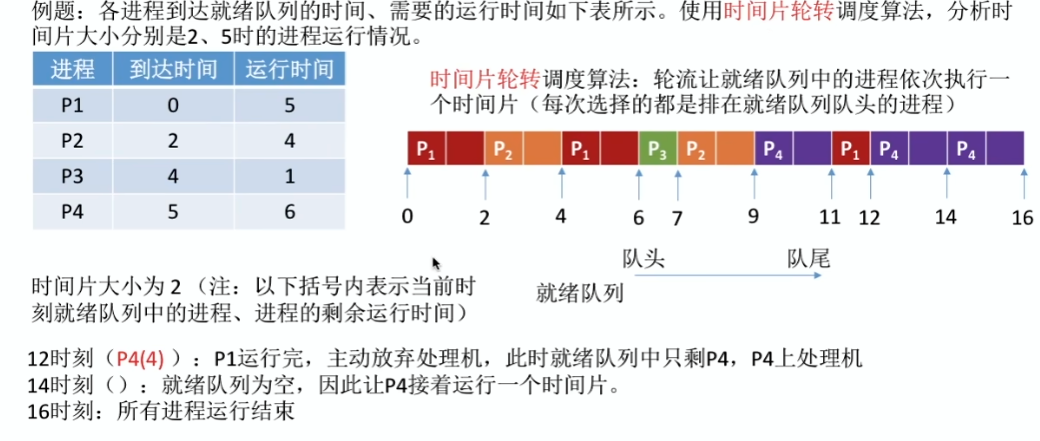 例题：各进程到达就绪队列的时间、需要的运行时间如下表所示。使用时间片轮转调度算法，分析时
间片大小分别是2、5时的进程运行情况。
进程 到达时间 运行时间
P1 0 5
P2 2 4
P3 4 1
P4 5 6
时间片轮转调度算法：轮流让就绪队列中的进程依次执行一
个时间片（每次选择的都是排在就绪队列队头的进程）
P1 P2 P1 P3 P2 P4 P1 P4 P4
0 2 4 6 7 9 11 12 14 16
队头 队尾
就绪队列
时间片大小为 2 （注：以下括号内表示当前时
刻就绪队列中的进程、进程的剩余运行时间）
12时刻（P4(4) ）：P1运行完，主动放弃处理机，此时就绪队列中只剩P4，P4上处理机
14时刻（）：就绪队列为空，因此让P4接着运行一个时间片。
16时刻：所有进程运行结束